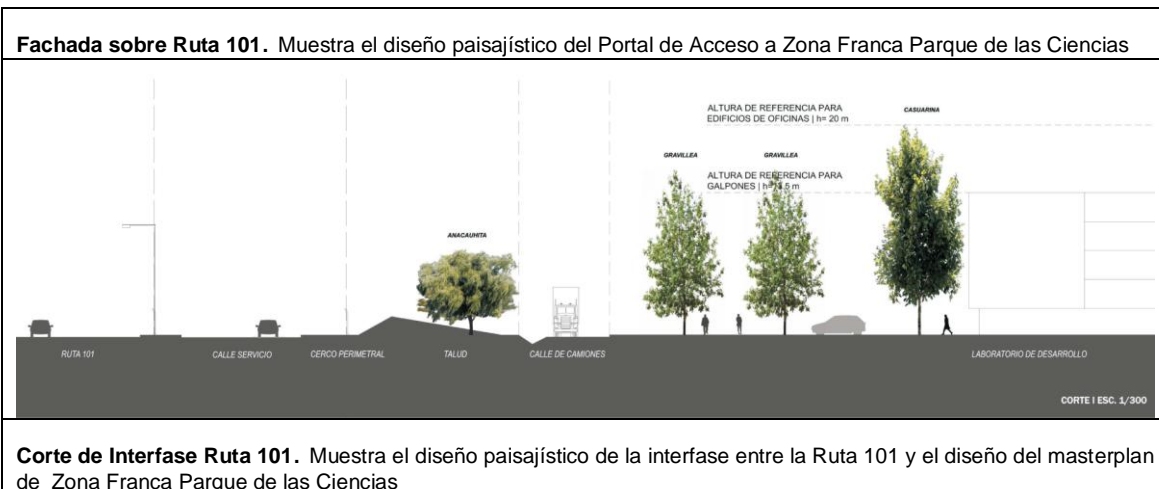 Fachada sobre Ruta 101. Muestra el diseño paisajístico del Portal de Acceso a Zona Franca Parque de las Ciencias
ALTURA DE REFERENCIA PARA
EDIFICIOS DE OFICINAS | h= 20 m
CASUARINA
GRAVILLEA
GRAVILLEA
ALTURA DE REFERENCIA PARA
GALPONES | h= 5 m
ANACAUHITA
RUTA 101
CALLE SERVICIO
CERCO PERIMETRAL
TALUD
CALLE DE CAMIONES
LABORATORIO DE DESARROLLO
CORTE I ESC. 1/300
Corte de Interfase Ruta 101. Muestra el diseño paisajístico de la interfase entre la Ruta 101 y el diseño del masterplan
de Zona Franca Parque de las Ciencias